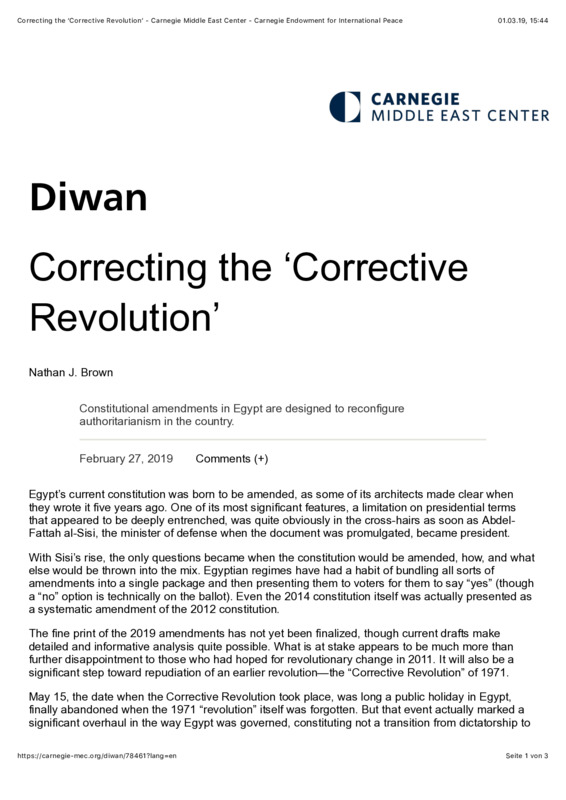 Correcting the 'Corrective Revolution' - Carnegie Middle East Center - Carnegie Endowment for International Peace
01.03.19, 15:44
CARNEGIE
MIDDLE EAST CENTER
Diwan
Correcting the ‘Corrective
Revolution’
Nathan J. Brown
Constitutional amendments in Egypt are designed to reconfigure
authoritarianism in the country.
February 27, 2019 Comments (+)
Egypt’s current constitution was born to be amended, as some of its architects made clear when
they wrote it five years ago. One of its most significant features, a limitation on presidential terms
that appeared to be deeply entrenched, was quite obviously in the cross-hairs as soon as Abdel-
Fattah al-Sisi, the minister of defense when the document was promulgated, became president.
With Sisi’s rise, the only questions became when the constitution would be amended, how, and what
else would be thrown into the mix. Egyptian regimes have had a habit of bundling all sorts of
amendments into a single package and then presenting them to voters for them to say “yes” (though
a “no” option is technically on the ballot). Even the 2014 constitution itself was actually presented as
a systematic amendment of the 2012 constitution.
The fine print of the 2019 amendments has not yet been finalized, though current drafts make
detailed and informative analysis quite possible. What is at stake appears to be much more than
further disappointment to those who had hoped for revolutionary change in 2011. It will also be a
significant step toward repudiation of an earlier revolution—the “Corrective Revolution” of 1971.
May 15, the date when the Corrective Revolution took place, was long a public holiday in Egypt,
finally abandoned when the 1971 “revolution” itself was forgotten. But that event actually marked a
significant overhaul in the way Egypt was governed, constituting not a transition from dictatorship to
https://carnegie-mec.org/diwan/78461?lang=en
Seite 1 von 3